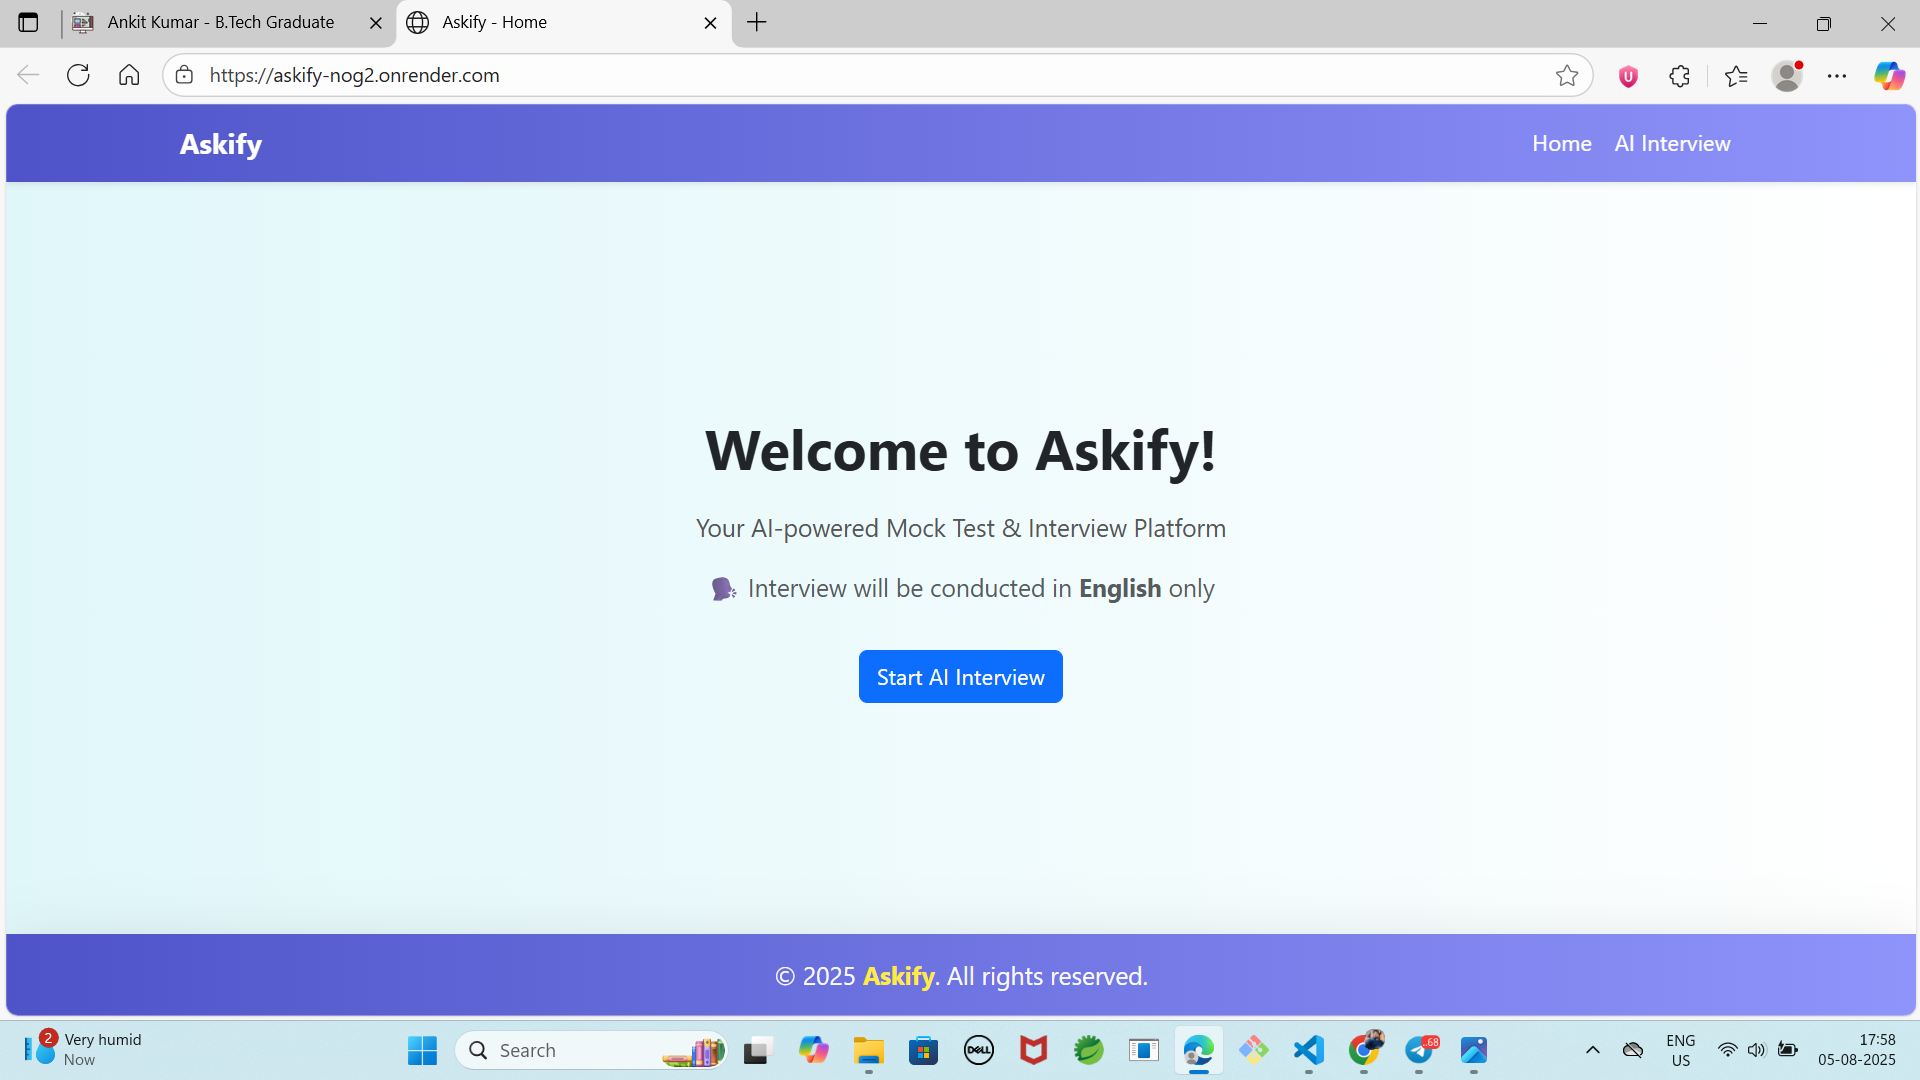 Ankit Kumar - B.Tech Graduate
Askify - Home
https://askify-nog2.onrender.com
U
Askify
Home
AI Interview
Welcome to Askify!
Your AI-powered Mock Test & Interview Platform
Interview will be conducted in English only
Start AI Interview
© 2025 Askify. All rights reserved.
2
Very humid
Now
Search
DELL
.68
ENG
US
17:58
05-08-2025